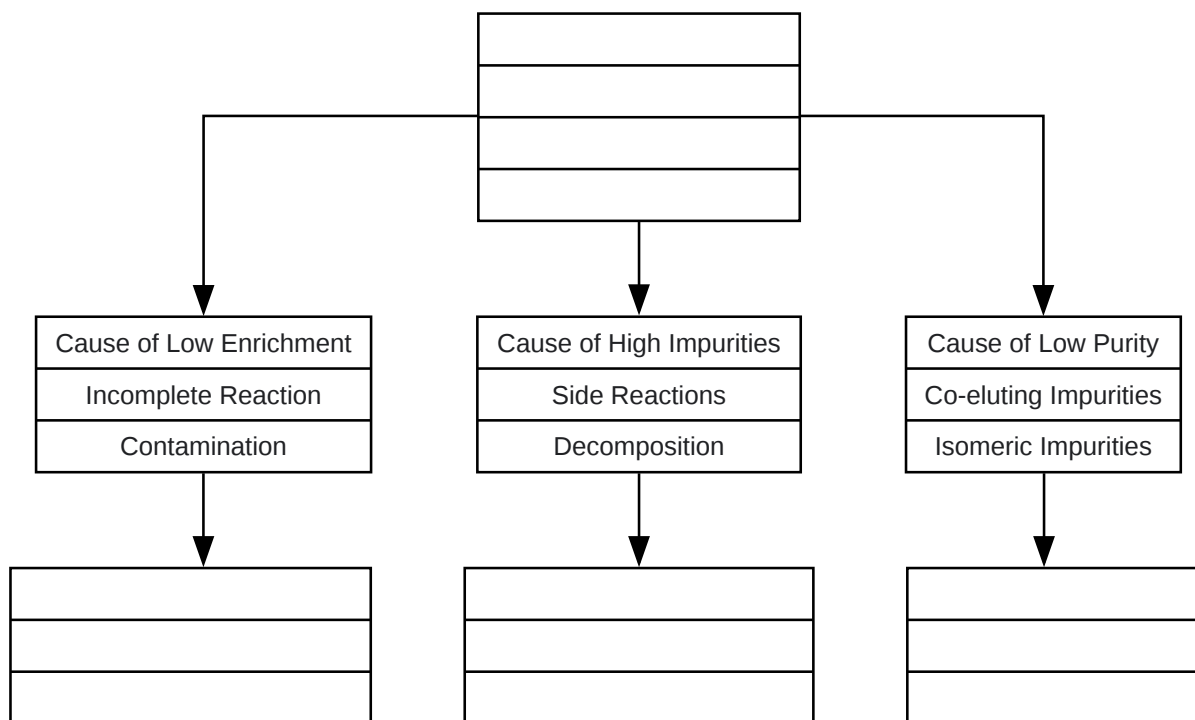 Cause of Low Enrichment
Incomplete Reaction
Contamination
Cause of High Impurities
Side Reactions
Decomposition
Cause of Low Purity
Co-eluting Impurities
Isomeric Impurities